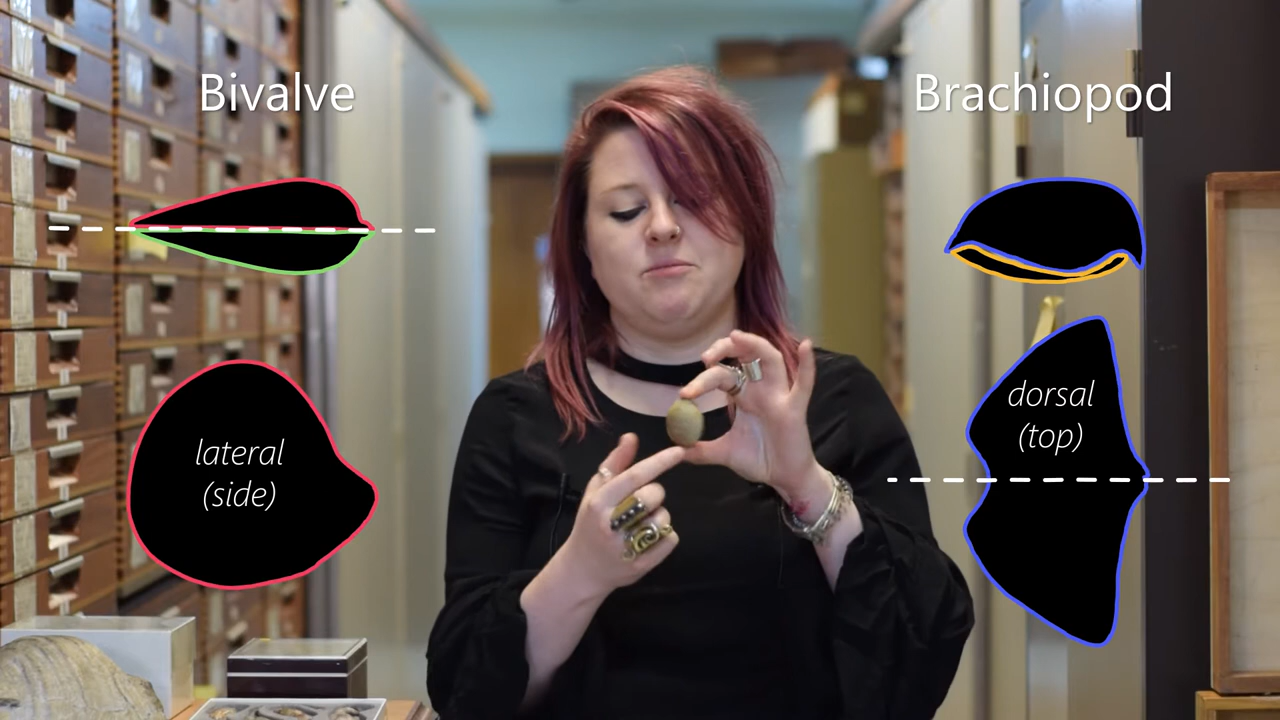 Bivalve
Brachiopod
lateral
(side)
dorsal
(top)